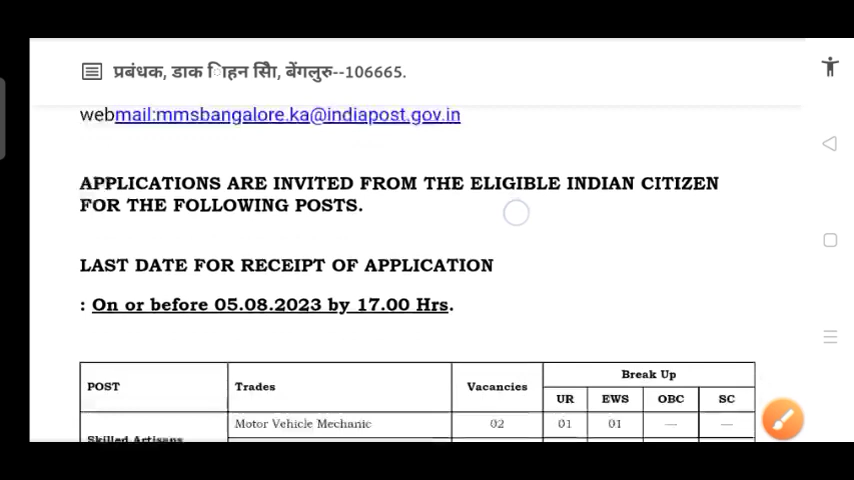 प्रबंधक, डाक िाहन सेिा, बेंगलुरु--106665.
webmail:mmsbangalore.ka@indiapost.gov.in
APPLICATIONS ARE INVITED FROM THE ELIGIBLE INDIAN CITIZEN
FOR THE FOLLOWING POSTS.
LAST DATE FOR RECEIPT OF APPLICATION
: On or before 05.08.2023 by 17.00 Hrs.
POST Trades Vacancies Break Up
UR EWS OBC SC
Skilled Artisans Motor Vehicle Mechanic 02 01 01 — —